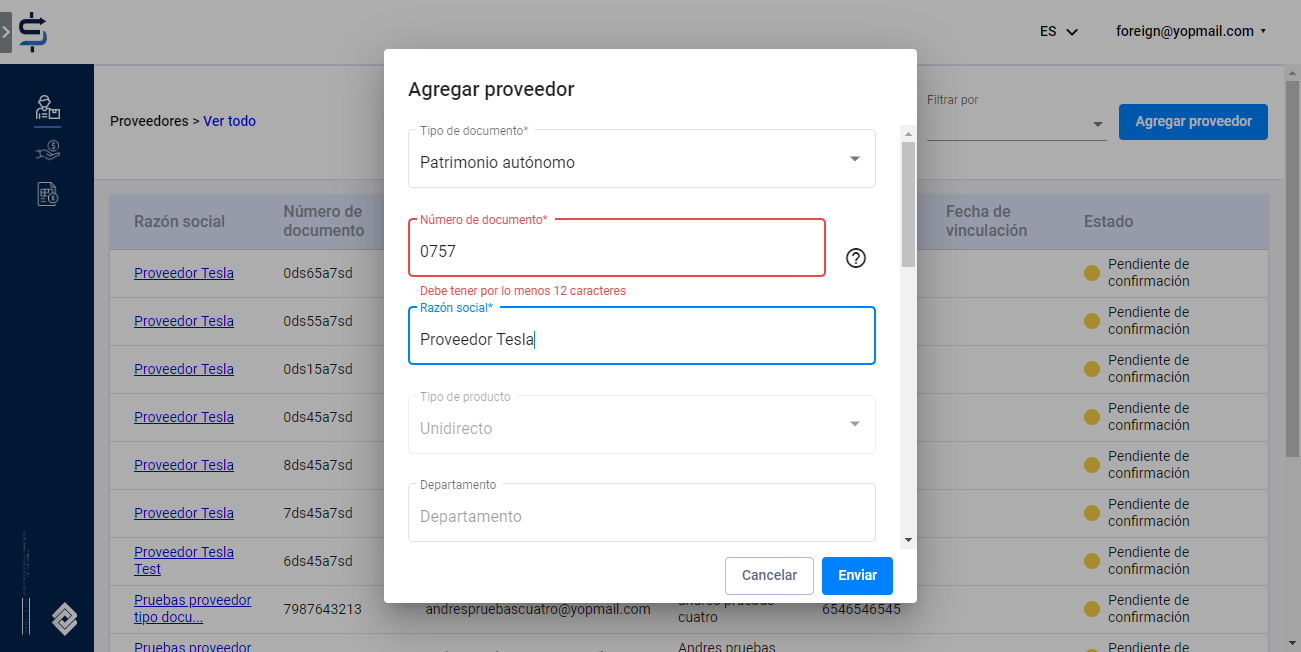 ES
foreign@yopmail.com
Proveedores > Ver todo
Filtrar por
Agregar proveedor
Agregar proveedor
Tipo de documento*
Patrimonio autónomo
Número de documento*
0757
Debe tener por lo menos 12 caracteres
Razón social*
Proveedor Tesla
Tipo de producto
Unidirecto
Departamento
Departamento
Cancelar
Enviar
Razón social
Número de
documento
Fecha de
vinculación
Estado
Proveedor Tesla
0ds65a7sd
Pendiente de
confirmación
Proveedor Tesla
0ds55a7sd
Pendiente de
confirmación
Proveedor Tesla
0ds15a7sd
Pendiente de
confirmación
Proveedor Tesla
0ds45a7sd
Pendiente de
confirmación
Proveedor Tesla
8ds45a7sd
Pendiente de
confirmación
Proveedor Tesla
7ds45a7sd
Pendiente de
confirmación
Proveedor Tesla
Test
6ds45a7sd
Pendiente de
confirmación
Pruebas proveedor
tipo docu...
7987643213
andrespruebascuatro@yopmail.com
andres pruebas
cuatro
6546546545
Pendiente de
confirmación
Pruebas proveedor
Andres pruebas
Pendiente de